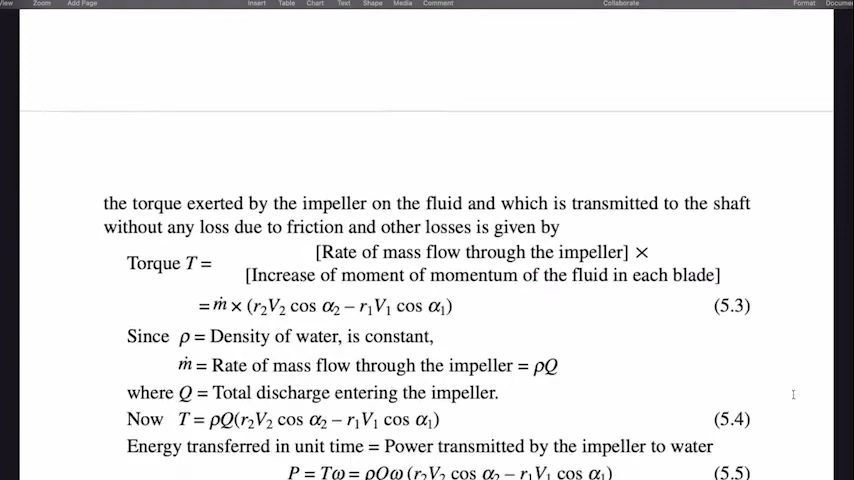 View Zoom Add Page Insert Table Chart Text Shape Media Comment Collaborate Format
the torque exerted by the impeller on the fluid and which is transmitted to the shaft
without any loss due to friction and other losses is given by
[Rate of mass flow through the impeller] ×
Torque T =
[Increase of moment of momentum of the fluid in each blade]
= ṁ × (r₂V₂ cos α₂ – r₁V₁ cos α₁) (5.3)
Since ρ = Density of water, is constant,
ṁ = Rate of mass flow through the impeller = ρQ
where Q = Total discharge entering the impeller.
Now T = ρQ(r₂V₂ cos α₂ – r₁V₁ cos α₁) (5.4)
Energy transferred in unit time = Power transmitted by the impeller to water
P = Tω = ρQω (r₂V₂ cos α₂ – r₁V₁ cos α₁) (5.5)